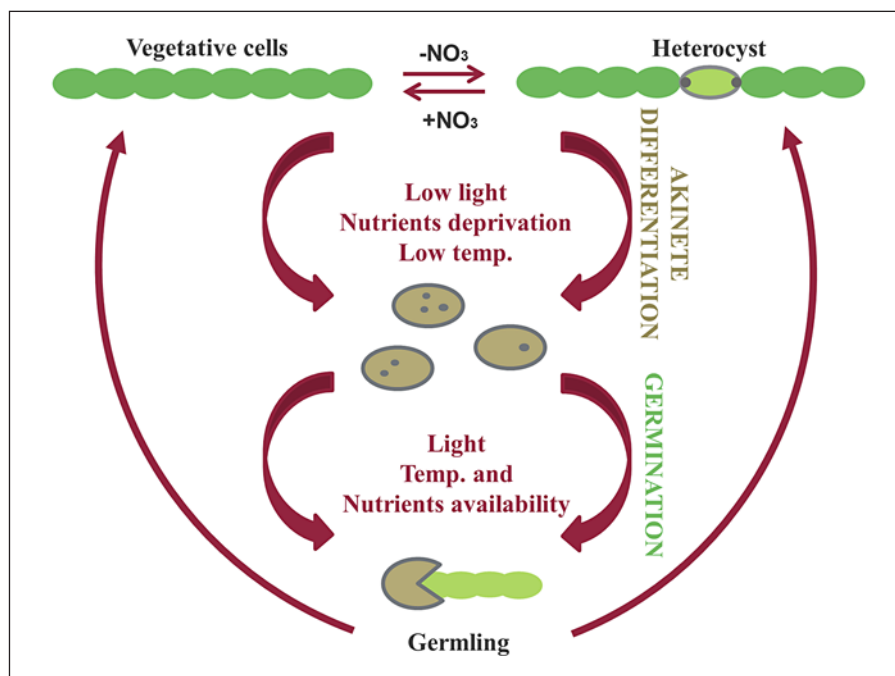 Vegetative cells
-NO₃
+NO₃
Heterocyst
Low light
Nutrients deprivation
Low temp.
AKINETE
DIFFERENTIATION
Light
Temp. and
Nutrients availability
GERMINATION
Germling